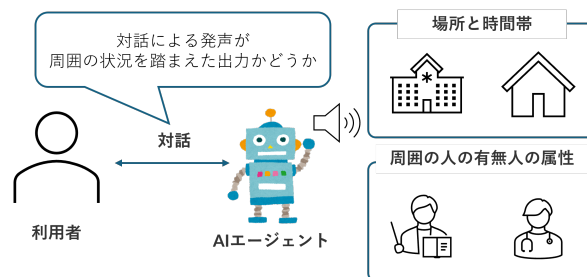 対話による発声が
周囲の状況を踏まえた出力かどうか
対話
利用者
AIエージェント
場所と時間帯
周囲の人の有無人の属性